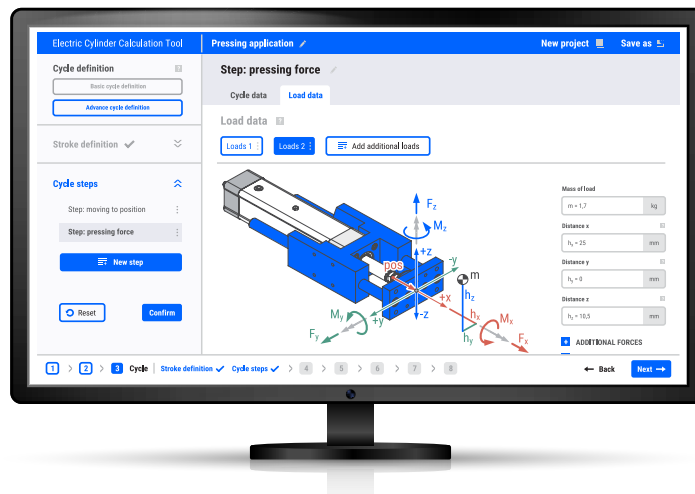 Electric Cylinder Calculation Tool
Pressing application
New project
Save as
Cycle definition
?
Basic cycle definition
Advance cycle definition
Stroke definition
Cycle steps
Step: moving to position
Step: pressing force
New step
Reset
Confirm
Step: pressing force
Cycle data
Load data
Load data ?
Loads 1
Loads 2
Add additional loads
Fz
Mz
+z
-y
pos
m
hz
+x
-z
+y
hx
hy
My
Fy
Mx
Fx
Mass of load
m = 1,7 kg
Distance x
hx = 25 mm
Distance y
hy = 0 mm
Distance z
hz = 10,5 mm
+ ADDITIONAL FORCES
1 > 2 > 3 Cycle | Stroke definition ✓ Cycle steps ✓ > 4 > 5 > 6 > 7 > 8
← Back
Next →